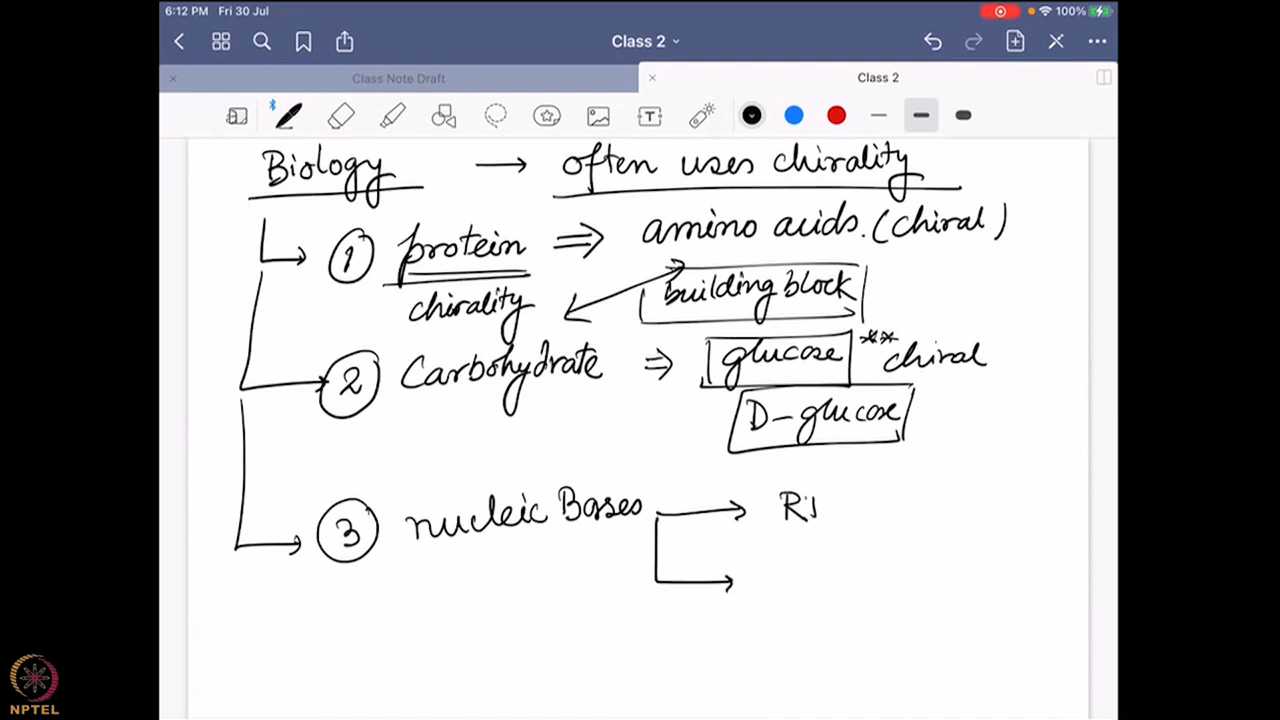 6:12 PM Fri 30 Jul
100%
Class 2
Class Note Draft
Class 2
T
Biology → often uses chirality
① protein ⇒ amino acids. (chiral)
chirality
building block
② Carbohydrate ⇒ glucose ** chiral
D-glucose
③ nucleic Bases → Ri
NPTEL